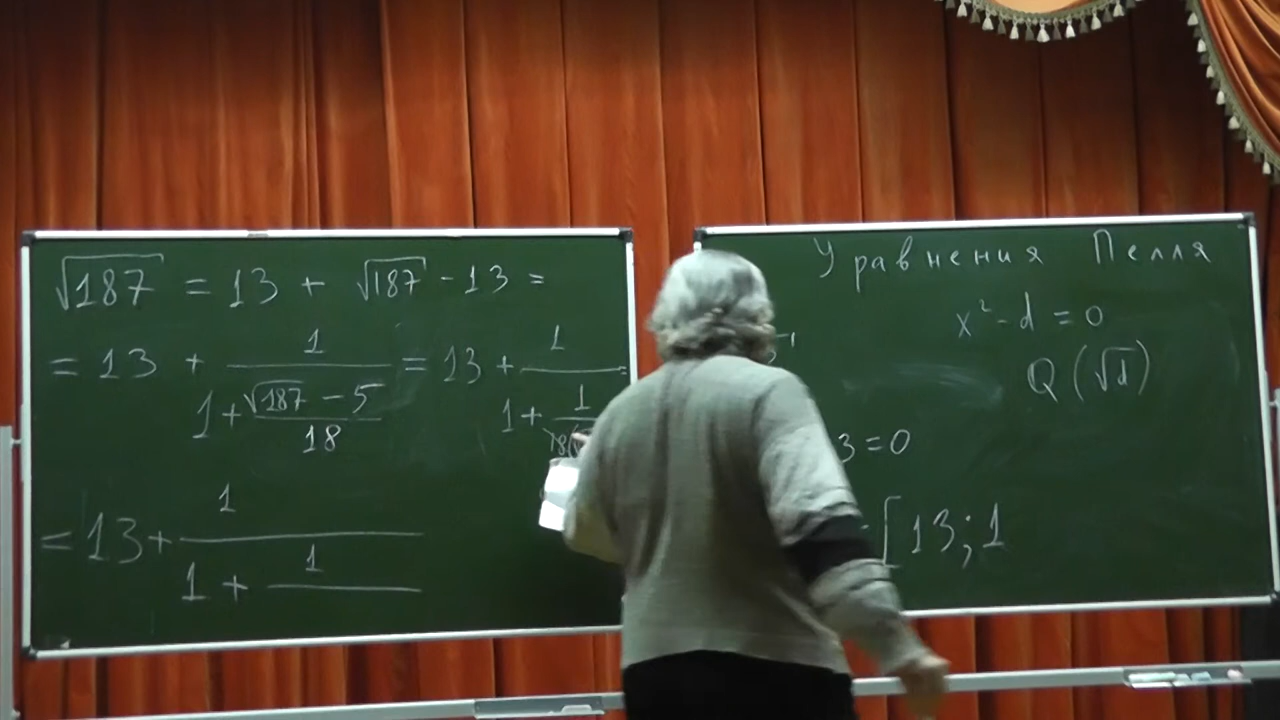 √187 = 13 + √187 - 13 =
= 13 + 1 / (1 + (√187 - 5) / 18) = 13 + 1 / (1 + 1 /
= 13 + 1 / (1 + 1 /
Уравнения Пелля
x² - d = 0
Q (√d)
-1
3 = 0
[13; 1